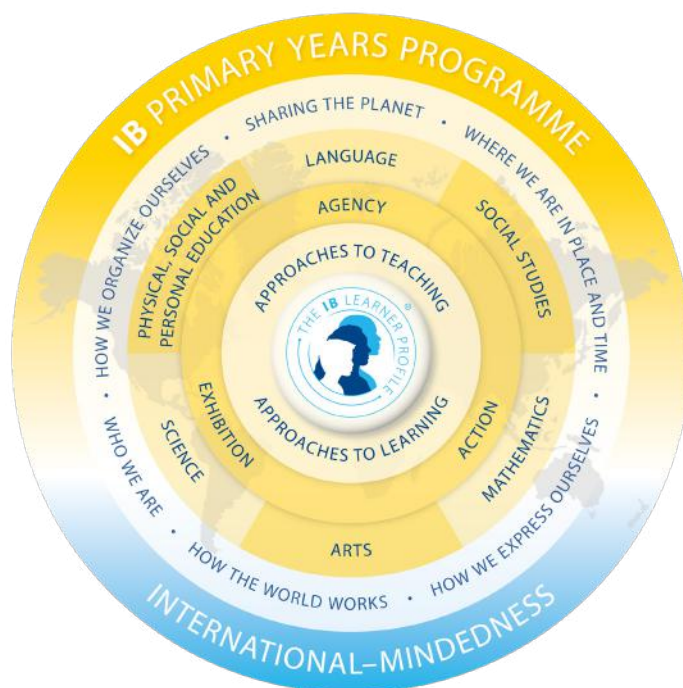 IB PRIMARY YEARS PROGRAMME
SHARING THE PLANET •
WHERE WE ARE IN PLACE AND TIME •
HOW WE EXPRESS OURSELVES •
HOW THE WORLD WORKS •
WHO WE ARE •
HOW WE ORGANIZE OURSELVES •
LANGUAGE
SOCIAL STUDIES
MATHEMATICS
ARTS
SCIENCE
PHYSICAL, SOCIAL AND
PERSONAL EDUCATION
AGENCY
ACTION
EXHIBITION
APPROACHES TO TEACHING
APPROACHES TO LEARNING
• THE IB LEARNER PROFILE • ®
INTERNATIONAL–MINDEDNESS